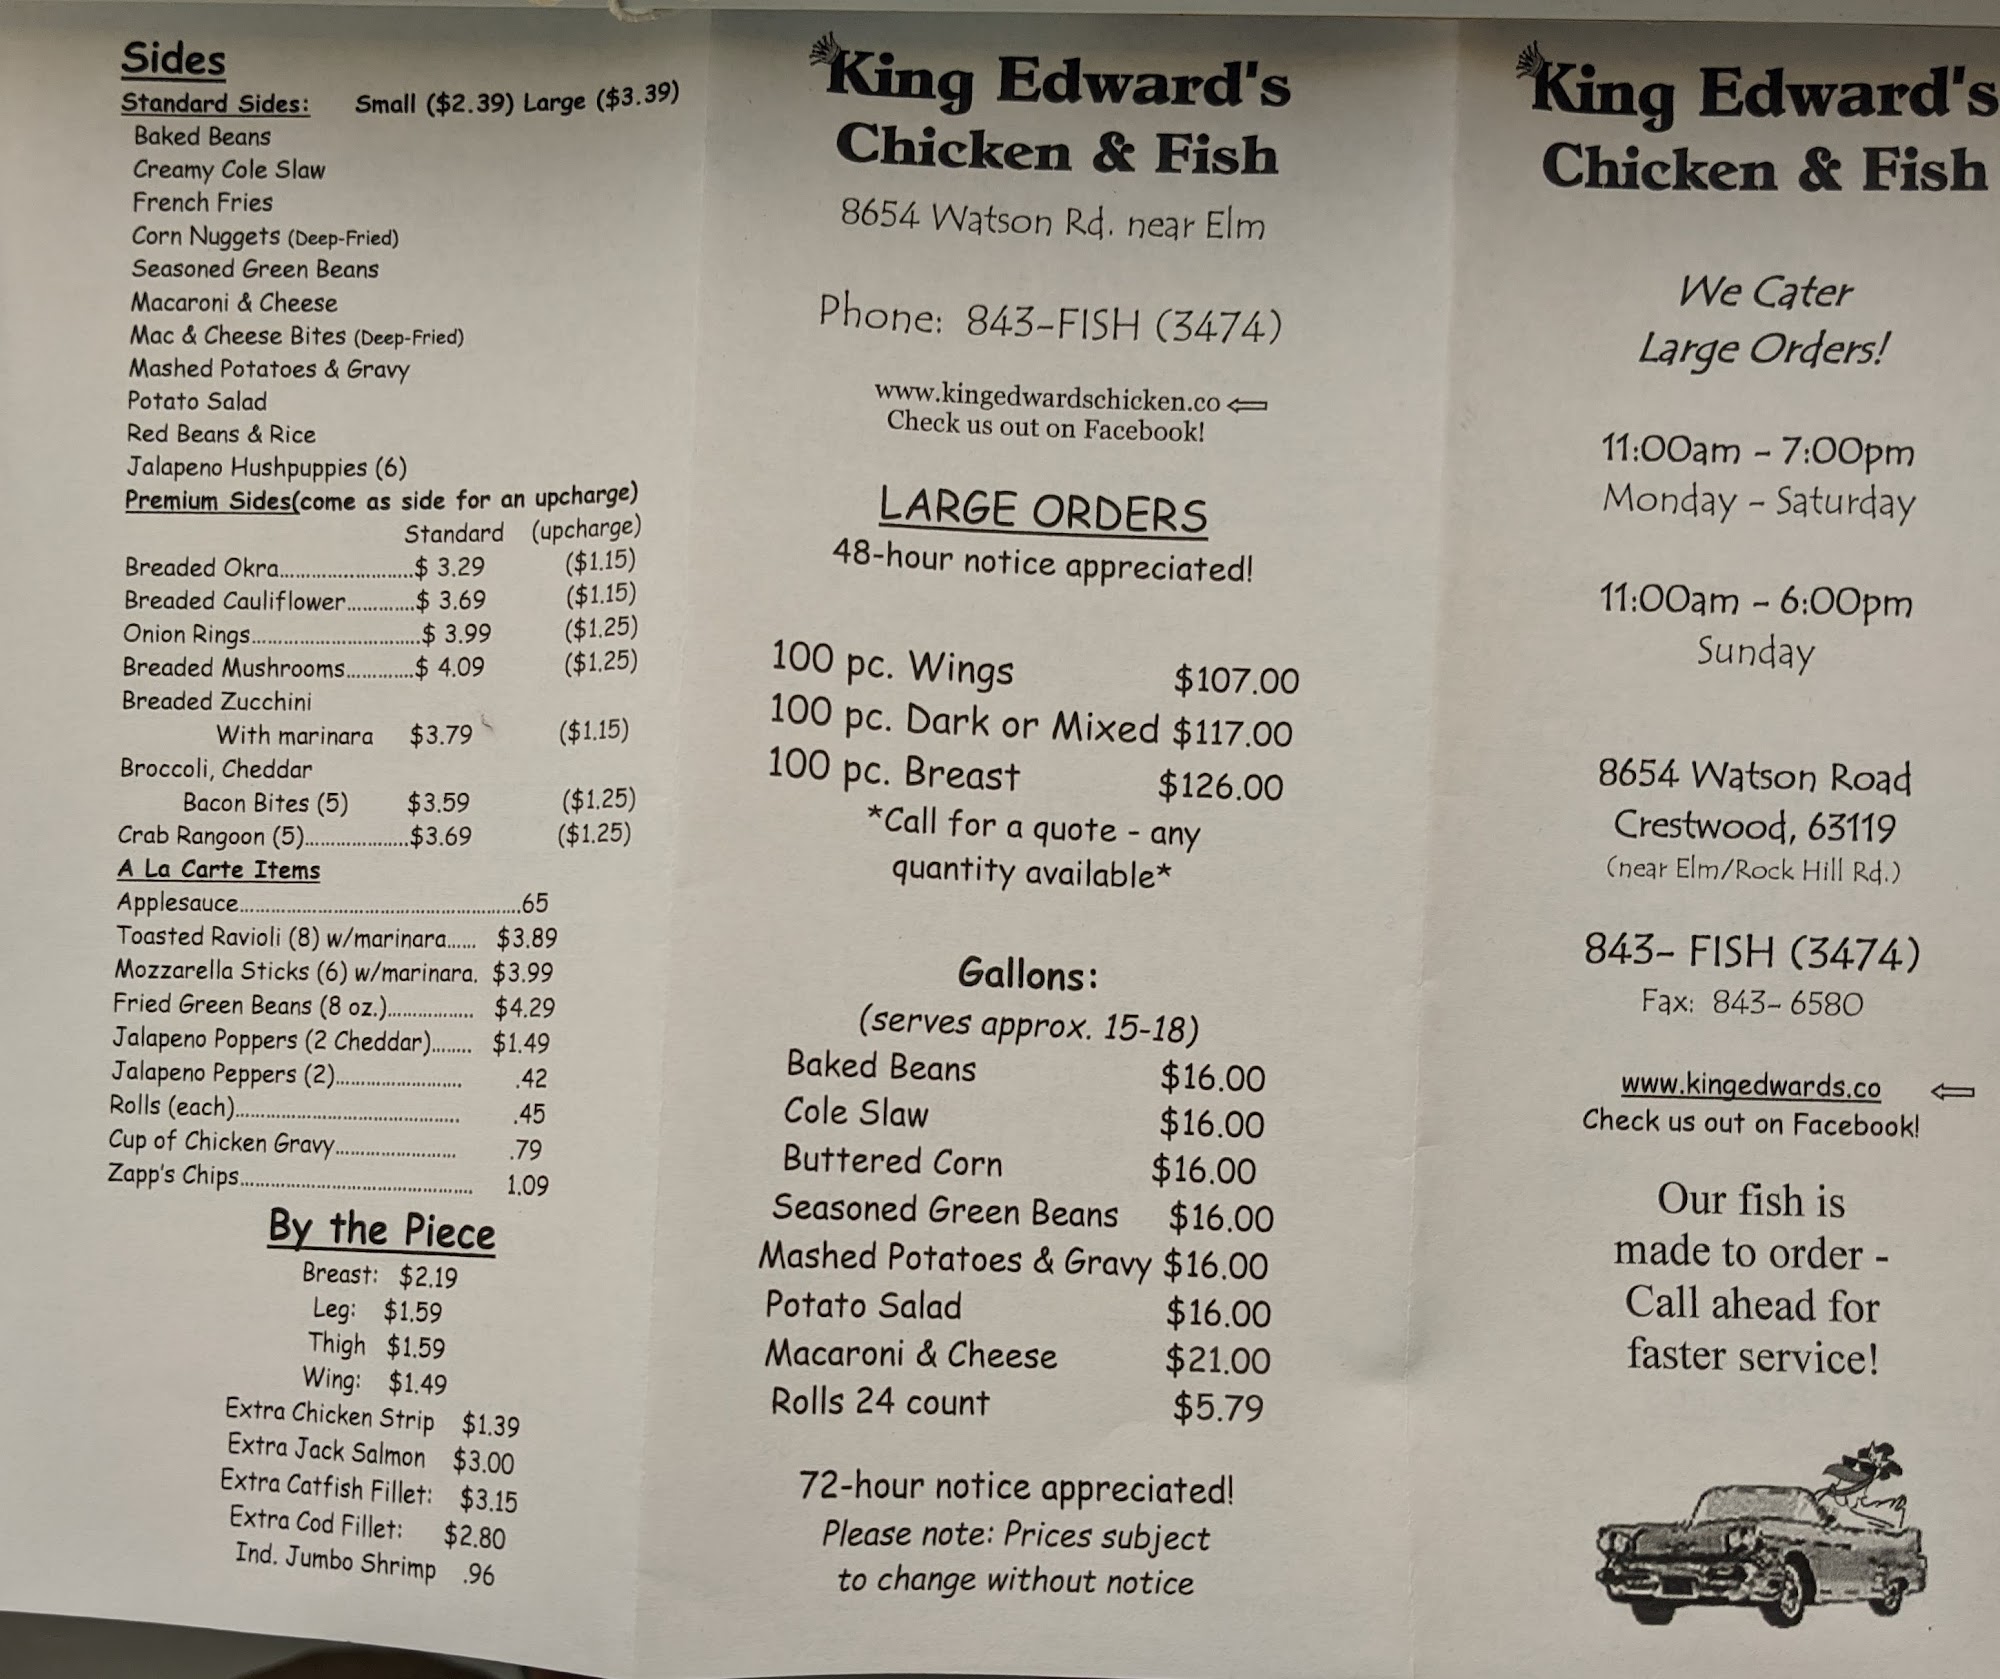 Sides
Standard Sides: Small ($2.39) Large ($3.39)
Baked Beans
Creamy Cole Slaw
French Fries
Corn Nuggets (Deep-Fried)
Seasoned Green Beans
Macaroni & Cheese
Mac & Cheese Bites (Deep-Fried)
Mashed Potatoes & Gravy
Potato Salad
Red Beans & Rice
Jalapeno Hushpuppies (6)
Premium Sides(come as side for an upcharge)
Standard (upcharge)
Breaded Okra..........................$ 3.29 ($1.15)
Breaded Cauliflower.............$ 3.69 ($1.15)
Onion Rings.................................$ 3.99 ($1.25)
Breaded Mushrooms.............$ 4.09 ($1.25)
Breaded Zucchini
With marinara $3.79 ($1.15)
Broccoli, Cheddar
Bacon Bites (5) $3.59 ($1.25)
Crab Rangoon (5)....................$3.69 ($1.25)
A La Carte Items
Applesauce......................................................65
Toasted Ravioli (8) w/marinara...... $3.89
Mozzarella Sticks (6) w/marinara. $3.99
Fried Green Beans (8 oz.)................. $4.29
Jalapeno Poppers (2 Cheddar)........ $1.49
Jalapeno Peppers (2)......................... .42
Rolls (each)............................................ .45
Cup of Chicken Gravy........................ .79
Zapp's Chips............................................. 1.09
By the Piece
Breast: $2.19
Leg: $1.59
Thigh $1.59
Wing: $1.49
Extra Chicken Strip $1.39
Extra Jack Salmon $3.00
Extra Catfish Fillet: $3.15
Extra Cod Fillet: $2.80
Ind. Jumbo Shrimp .96
King Edward's
Chicken & Fish
8654 Watson Rd. near Elm
Phone: 843-FISH (3474)
www.kingedwardschicken.co
Check us out on Facebook!
LARGE ORDERS
48-hour notice appreciated!
100 pc. Wings $107.00
100 pc. Dark or Mixed $117.00
100 pc. Breast $126.00
*Call for a quote - any
quantity available*
Gallons:
(serves approx. 15-18)
Baked Beans $16.00
Cole Slaw $16.00
Buttered Corn $16.00
Seasoned Green Beans $16.00
Mashed Potatoes & Gravy $16.00
Potato Salad $16.00
Macaroni & Cheese $21.00
Rolls 24 count $5.79
72-hour notice appreciated!
Please note: Prices subject
to change without notice
King Edward's
Chicken & Fish
We Cater
Large Orders!
11:00am - 7:00pm
Monday - Saturday
11:00am - 6:00pm
Sunday
8654 Watson Road
Crestwood, 63119
(near Elm/Rock Hill Rd.)
843- FISH (3474)
Fax: 843- 6580
www.kingedwards.co
Check us out on Facebook!
Our fish is
made to order -
Call ahead for
faster service!